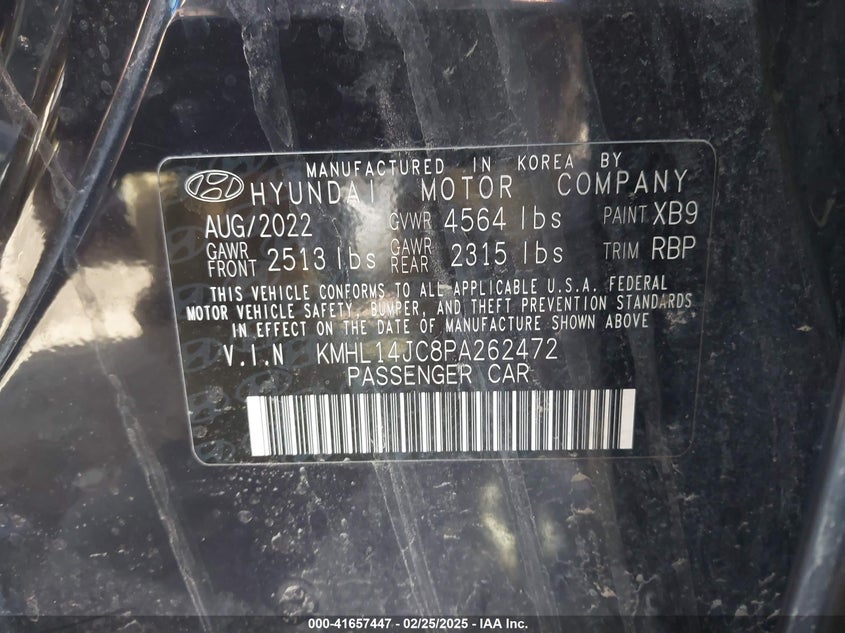 MANUFACTURED IN KOREA BY
HYUNDAI MOTOR COMPANY
AUG/2022 GVWR 4564 lbs PAINT XB9
GAWR FRONT 2513 lbs GAWR REAR 2315 lbs TRIM RBP
THIS VEHICLE CONFORMS TO ALL APPLICABLE U.S.A. FEDERAL
MOTOR VEHICLE SAFETY, BUMPER, AND THEFT PREVENTION STANDARDS
IN EFFECT ON THE DATE OF MANUFACTURE SHOWN ABOVE
V.I.N KMHL14JC8PA262472
PASSENGER CAR
000-41657447 - 02/25/2025 - IAA Inc.